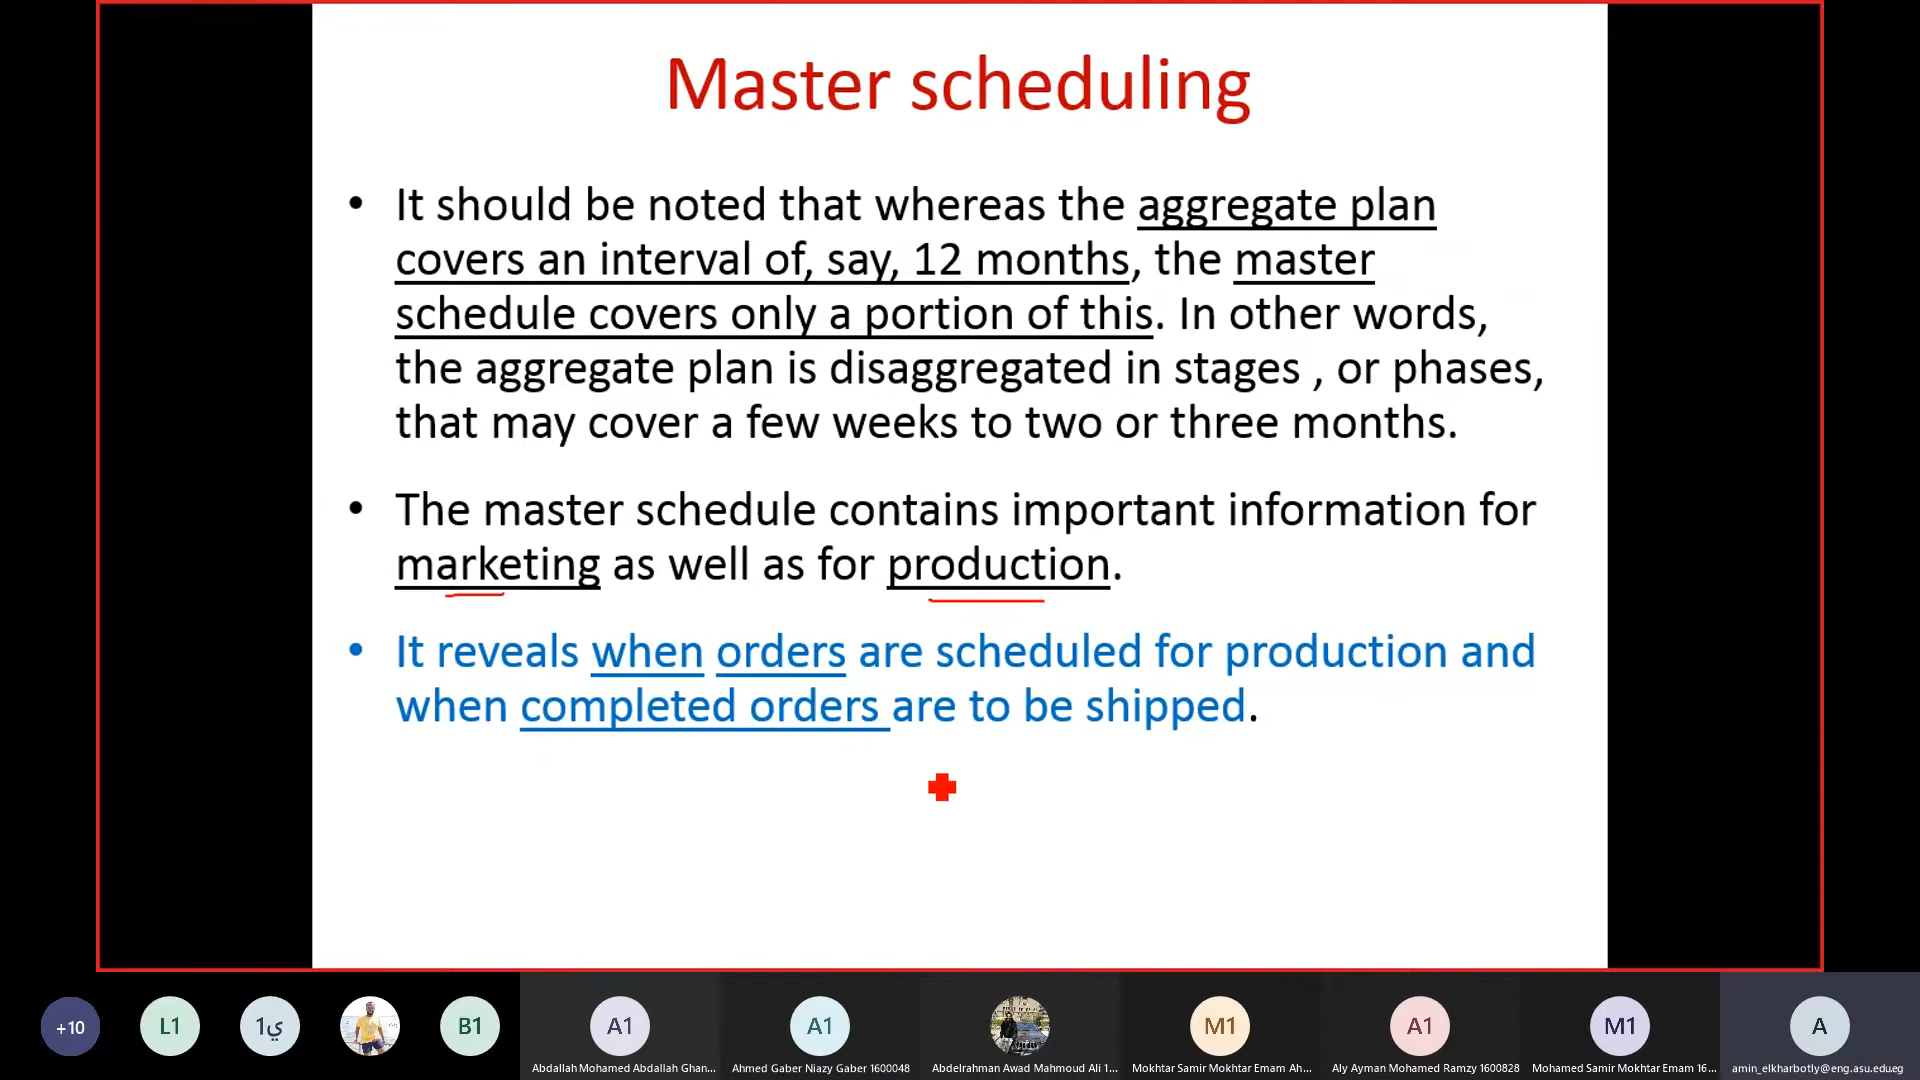 Master scheduling
• It should be noted that whereas the aggregate plan
covers an interval of, say, 12 months, the master
schedule covers only a portion of this. In other words,
the aggregate plan is disaggregated in stages , or phases,
that may cover a few weeks to two or three months.
• The master schedule contains important information for
marketing as well as for production.
• It reveals when orders are scheduled for production and
when completed orders are to be shipped.
+10
L1
ي1
B1
A1
A1
M1
A1
M1
A
Abdallah Mohamed Abdallah Ghan...
Ahmed Gaber Niazy Gaber 1600048
Abdelrahman Awad Mahmoud Ali 1...
Mokhtar Samir Mokhtar Emam Ah...
Aly Ayman Mohamed Ramzy 1600828
Mohamed Samir Mokhtar Emam 16...
amin_elkharbotly@eng.asu.edu.eg